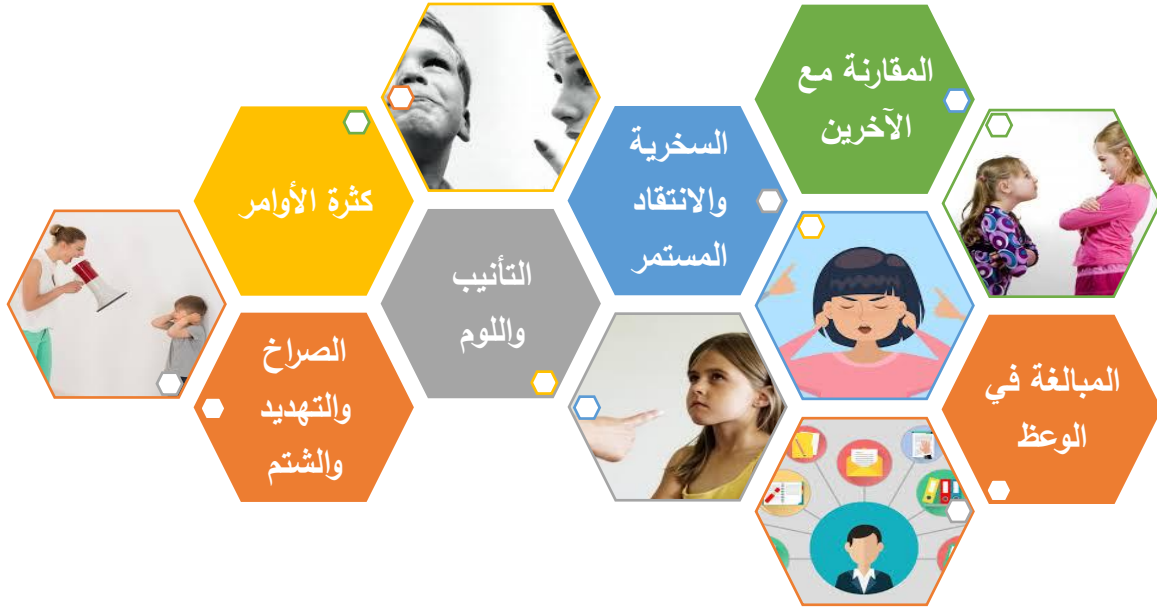 المقارنة مع
الآخرين
السخرية
والانتقاد
المستمر
كثرة الأوامر
التأنيب
واللوم
الصراخ
والتهديد
والشتم
المبالغة في
الوعظ